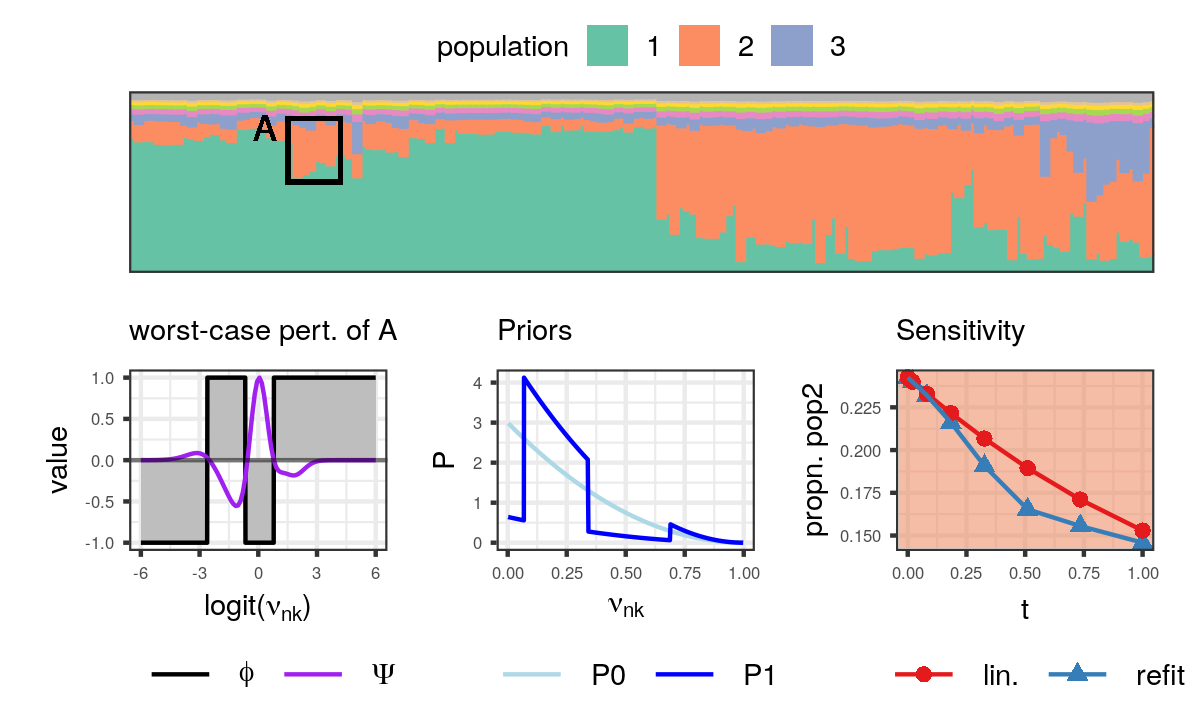 population 1 2 3
A
worst-case pert. of A
value
1.0
0.5
0.0
-0.5
-1.0
-6 -3 0 3 6
logit(νnk)
ϕ Ψ
Priors
P
4
3
2
1
0
0.00 0.25 0.50 0.75 1.00
νnk
P0 P1
Sensitivity
propn. pop2
0.225
0.200
0.175
0.150
0.00 0.25 0.50 0.75 1.00
t
lin. refit